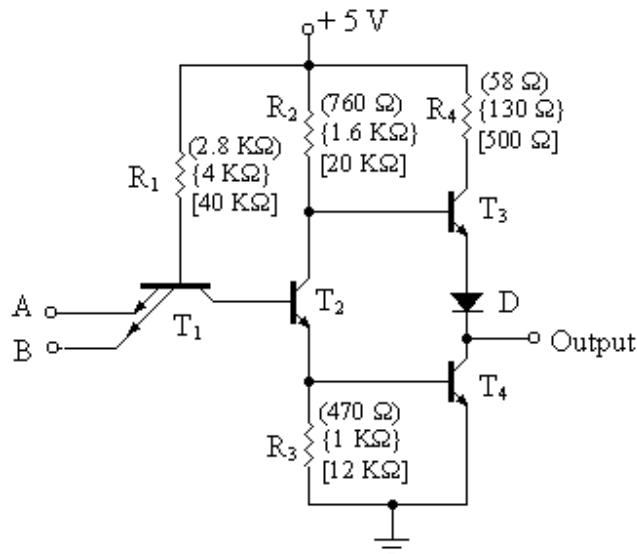 + 5 V
R2
(760 Ω)
{1.6 KΩ}
[20 KΩ]
R4
(58 Ω)
{130 Ω}
[500 Ω]
R1
(2.8 KΩ)
{4 KΩ}
[40 KΩ]
T3
A
B
T1
T2
D
Output
T4
R3
(470 Ω)
{1 KΩ}
[12 KΩ]